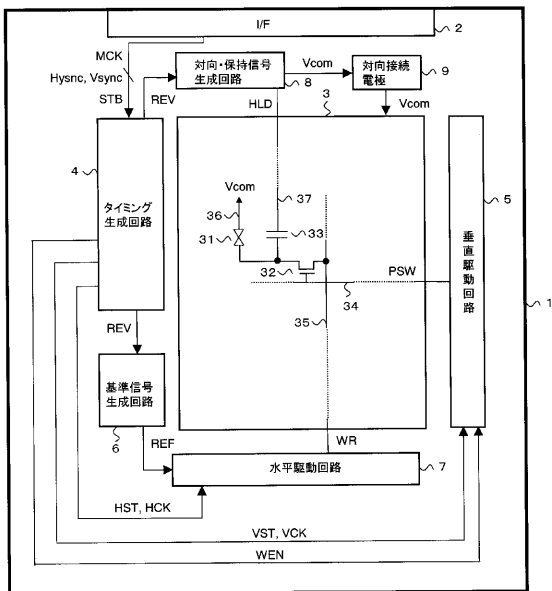 I/F
2
MCK
Hysnc, Vsync
STB
REV
対向・保持信号
生成回路
8
Vcom
対向接続
電極
9
HLD
3
Vcom
4
タイミング
生成回路
Vcom
36
37
31
33
32
5
垂直駆動回路
PSW
34
35
1
REV
基準信号
生成回路
6
REF
WR
水平駆動回路
7
HST, HCK
VST, VCK
WEN